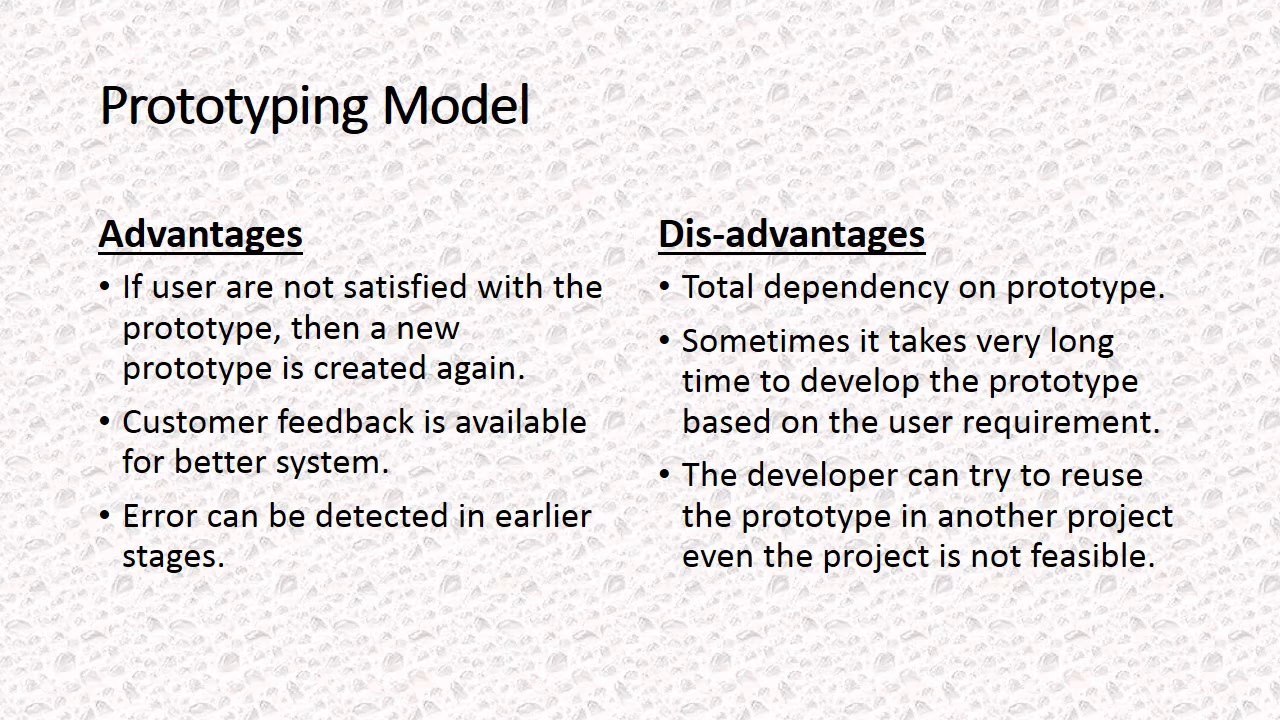 Prototyping Model
Advantages
• If user are not satisfied with the
prototype, then a new
prototype is created again.
• Customer feedback is available
for better system.
• Error can be detected in earlier
stages.
Dis-advantages
• Total dependency on prototype.
• Sometimes it takes very long
time to develop the prototype
based on the user requirement.
• The developer can try to reuse
the prototype in another project
even the project is not feasible.